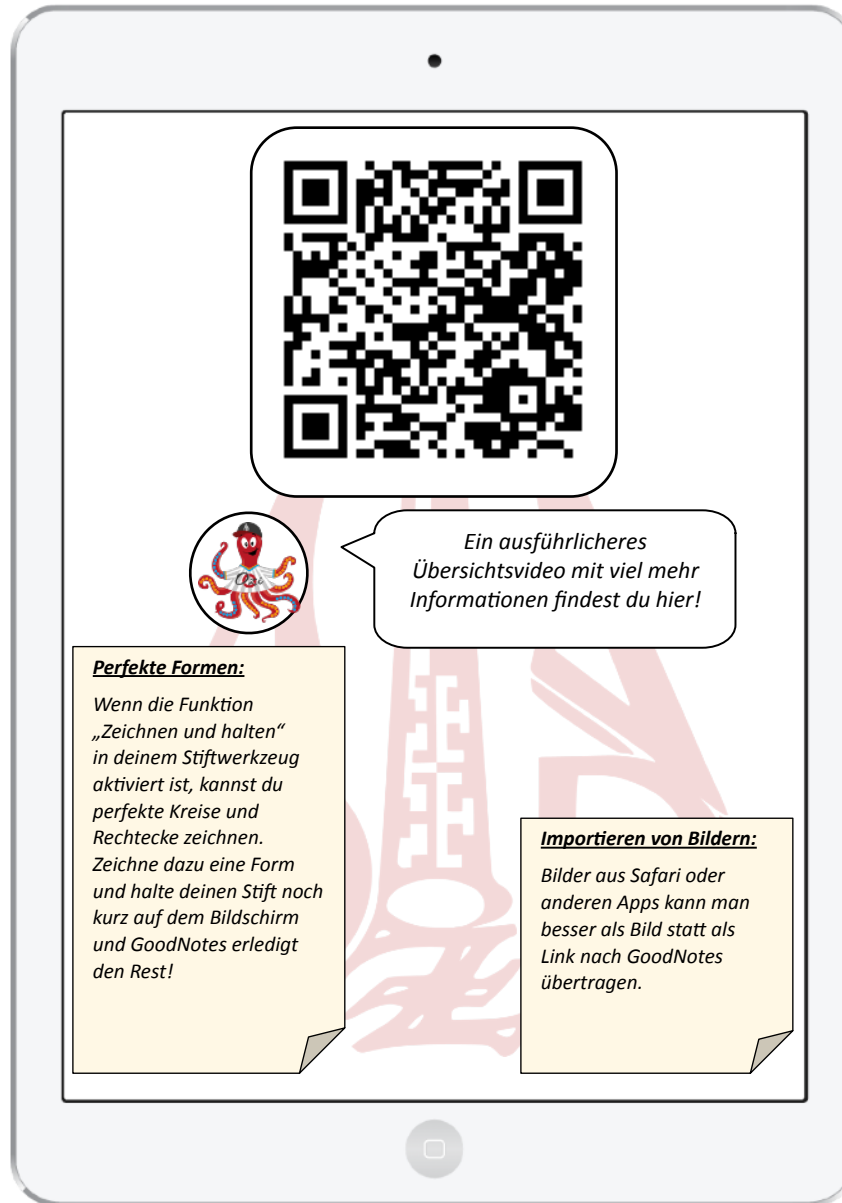 Ein ausführlicheres
Übersichtsvideo mit viel mehr
Informationen findest du hier!
Perfekte Formen:
Wenn die Funktion
„Zeichnen und halten“
in deinem Stiftwerkzeug
aktiviert ist, kannst du
perfekte Kreise und
Rechtecke zeichnen.
Zeichne dazu eine Form
und halte deinen Stift noch
kurz auf dem Bildschirm
und GoodNotes erledigt
den Rest!
Importieren von Bildern:
Bilder aus Safari oder
anderen Apps kann man
besser als Bild statt als
Link nach GoodNotes
übertragen.